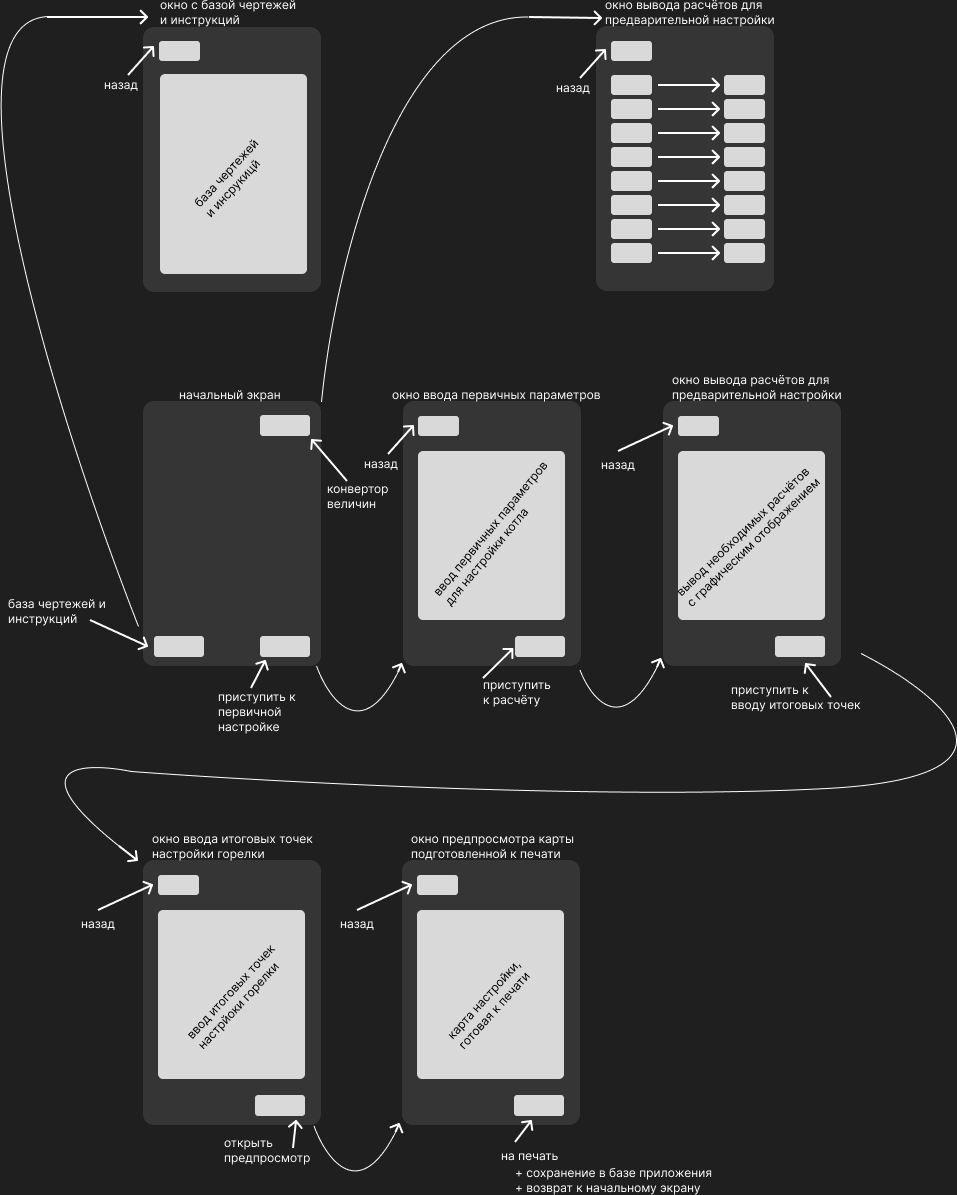 окно с базой чертежей
и инструкций
назад
база чертежей
и инсрукицй
окно вывода расчётов для
предварительной настройки
назад
начальный экран
конвертор
величин
база чертежей и
инструкций
приступить к
первичной
настройке
окно ввода первичных параметров
назад
ввод первичных параметров
для настройки котла
приступить
к расчёту
окно вывода расчётов для
предварительной настройки
назад
вывод необходимых расчётов
с графическим отображением
приступить к
вводу итоговых точек
окно ввода итоговых точек
настройки горелки
назад
ввод итоговых точек
настрйоки горелки
открыть
предпросмотр
окно предпросмотра карты
подготовленной к печати
назад
карта настройки,
готовая к печати
на печать
+ сохранение в базе приложения
+ возврат к начальному экрану